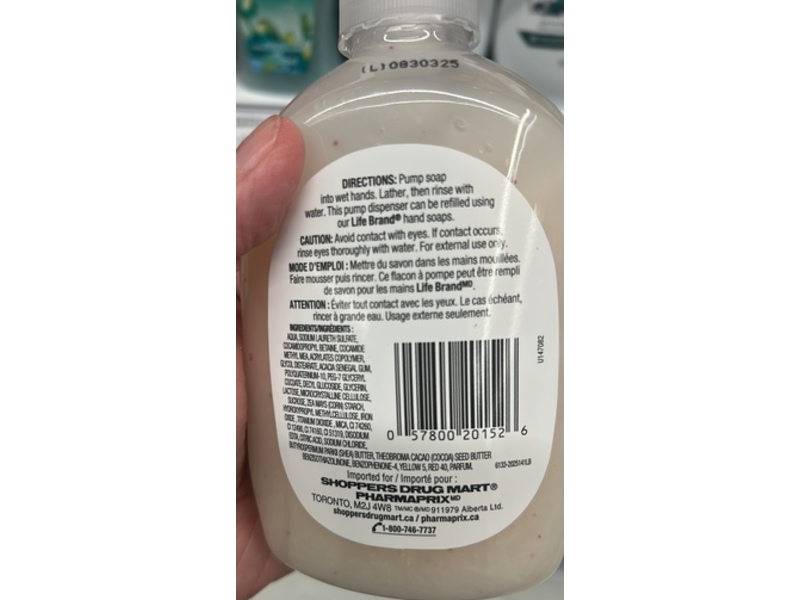 (L)0830325
DIRECTIONS: Pump soap
into wet hands. Lather, then rinse with
water. This pump dispenser can be refilled using
our Life Brand® hand soaps.
CAUTION: Avoid contact with eyes. If contact occurs,
rinse eyes thoroughly with water. For external use only.
MODE D'EMPLOI : Mettre du savon dans les mains mouillées.
Faire mousser puis rincer. Ce flacon à pompe peut être rempli
de savon pour les mains Life BrandMD.
ATTENTION : Éviter tout contact avec les yeux. Le cas échéant,
rincer à grande eau. Usage externe seulement.
INGREDIENTS/INGRÉDIENTS :
AQUA, SODIUM LAURETH SULFATE,
COCAMIDOPROPYL BETAINE, COCAMIDE
METHYL MEA, ACRYLATES COPOLYMER,
GLYCOL DISTEARATE, ACACIA SENEGAL GUM,
POLYQUATERNIUM-10, PEG-7 GLYCERYL
COCOATE, DECYL GLUCOSIDE, GLYCERIN,
LACTOSE, MICROCRYSTALLINE CELLULOSE,
SUCROSE, ZEA MAYS (CORN) STARCH,
HYDROXYPROPYL METHYLCELLULOSE, IRON
OXIDE , TITANIUM DIOXIDE , MICA, CI 74260,
CI 12490, CI 74160, CI 51319, DISODIUM
EDTA, CITRIC ACID, SODIUM CHLORIDE,
BUTYROSPERMUM PARKII (SHEA) BUTTER, THEOBROMA CACAO (COCOA) SEED BUTTER
BENZISOTHIAZOLINONE, BENZOPHENONE-4, YELLOW 5, RED 40, PARFUM.
U147082
0 57800 20152 6
6133-2025141LB
Imported for / Importé pour :
SHOPPERS DRUG MART®
PHARMAPRIXMD
TORONTO, M2J 4W8 TM/MC ®/MD 911979 Alberta Ltd.
shoppersdrugmart.ca / pharmaprix.ca
1-800-746-7737